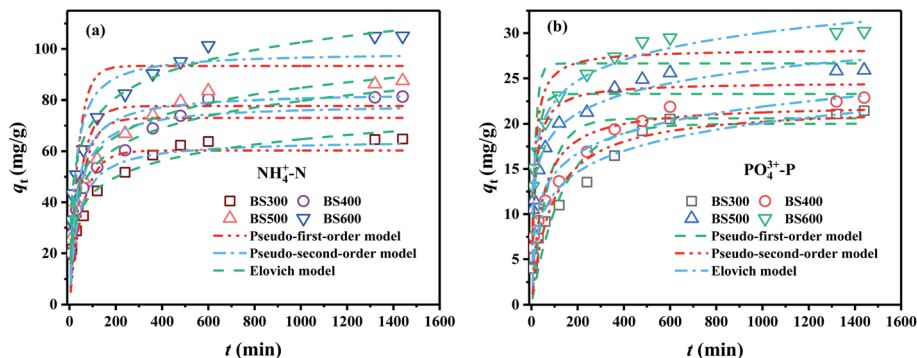 (a)
q_t (mg/g)
120
100
80
60
40
20
0
NH₄⁺-N
BS300 BS400
BS500 BS600
Pseudo-first-order model
Pseudo-second-order model
Elovich model
0 200 400 600 800 1000 1200 1400 1600
t (min)
(b)
q_t (mg/g)
30
25
20
15
10
5
0
PO₄³⁺-P
BS300 BS400
BS500 BS600
Pseudo-first-order model
Pseudo-second-order model
Elovich model
0 200 400 600 800 1000 1200 1400 1600
t (min)